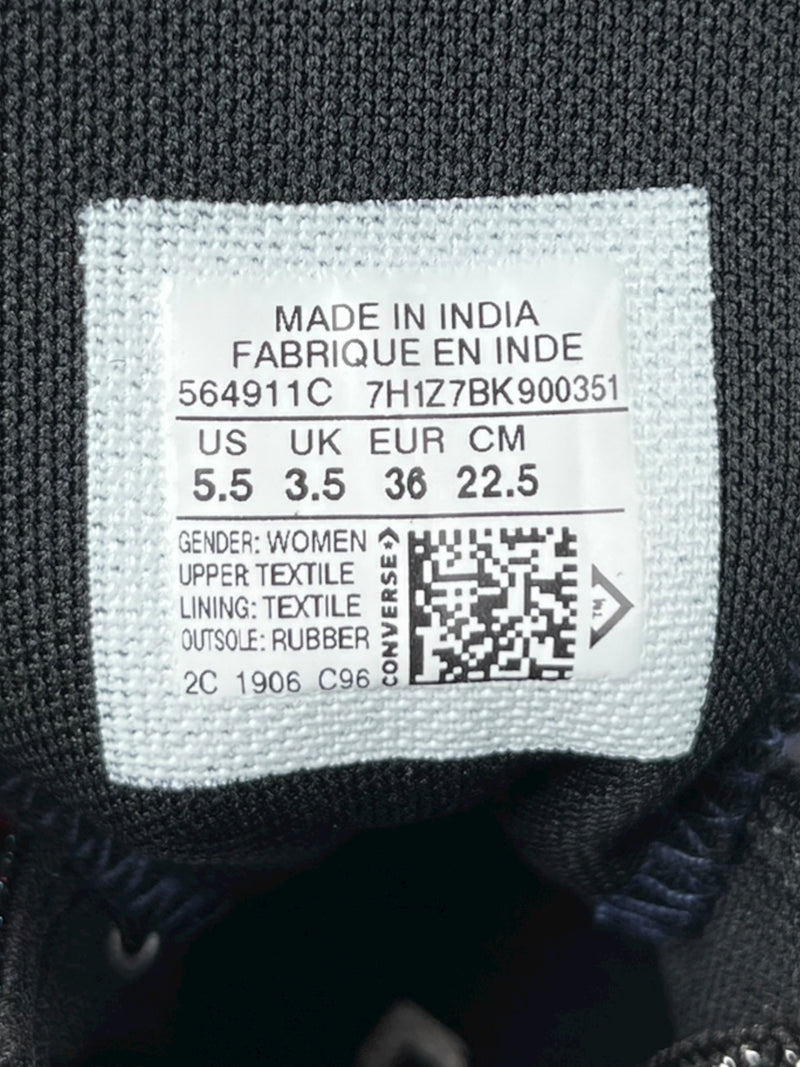 MADE IN INDIA
FABRIQUE EN INDE
564911C 7H1Z7BK900351
US UK EUR CM
5.5 3.5 36 22.5
GENDER: WOMEN
UPPER TEXTILE
LINING: TEXTILE
OUTSOLE: RUBBER
2C 1906 C96
CONVERSE
TM